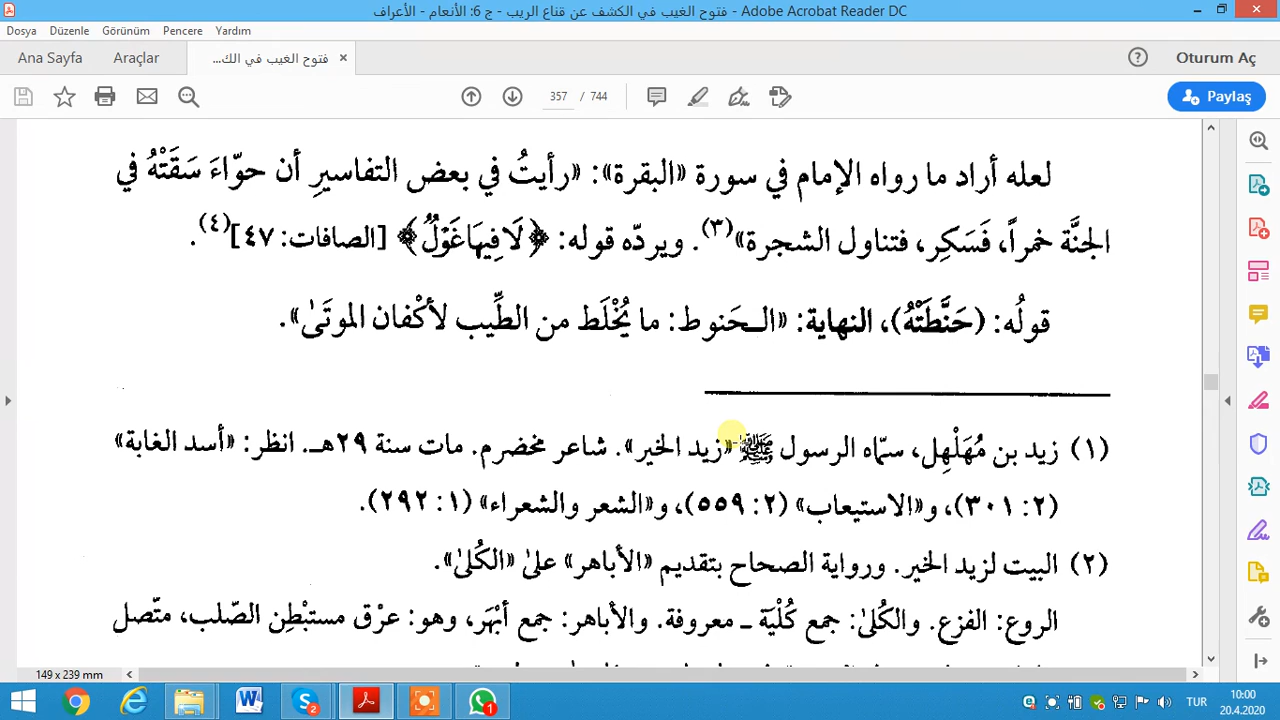 فتوح الغيب في الكشف عن قناع الريب - ج 6: الأنعام - الأعراف - Adobe Acrobat Reader DC
Dosya Düzenle Görünüm Pencere Yardım
Ana Sayfa Araçlar فتوح الغيب في الك... × Oturum Aç
357 / 744 Paylaş
لعله أراد ما رواه الإمام في سورة «البقرة»: «رأيتُ في بعض التفاسيرِ أن حوّاءَ سَقَتْهُ في
الجنَّة خمراً، فَسَكِر، فتناول الشجرة»(٣). ويردّه قوله: ﴿لَا فِيهَا غَوْلٌ﴾ [الصافات: ٤٧](٤).
قولُه: (حَنَّطَتْهُ)، النهاية: «الـحَنوط: ما يُخْلَط من الطِّيب لأكْفان الموتَىٰ».
(١) زيد بن مُهَلْهِل، سمّاه الرسول ﷺ «زيد الخير». شاعر مخضرم. مات سنة ٢٩هـ. انظر: «أسد الغابة»
(٢: ٣٠١)، و«الاستيعاب» (٢: ٥٥٩)، و«الشعر والشعراء» (١: ٢٩٢).
(٢) البيت لزيد الخير. ورواية الصحاح بتقديم «الأباهر» علىٰ «الكُلىٰ».
الروع: الفزع. والكُلىٰ: جمع كُلْيَة ـ معروفة. والأباهر: جمع أبْهَر، وهو: عرْق مستبْطِن الصّلب، متّصل
149 x 239 mm
TUR 10:00
20.4.2020